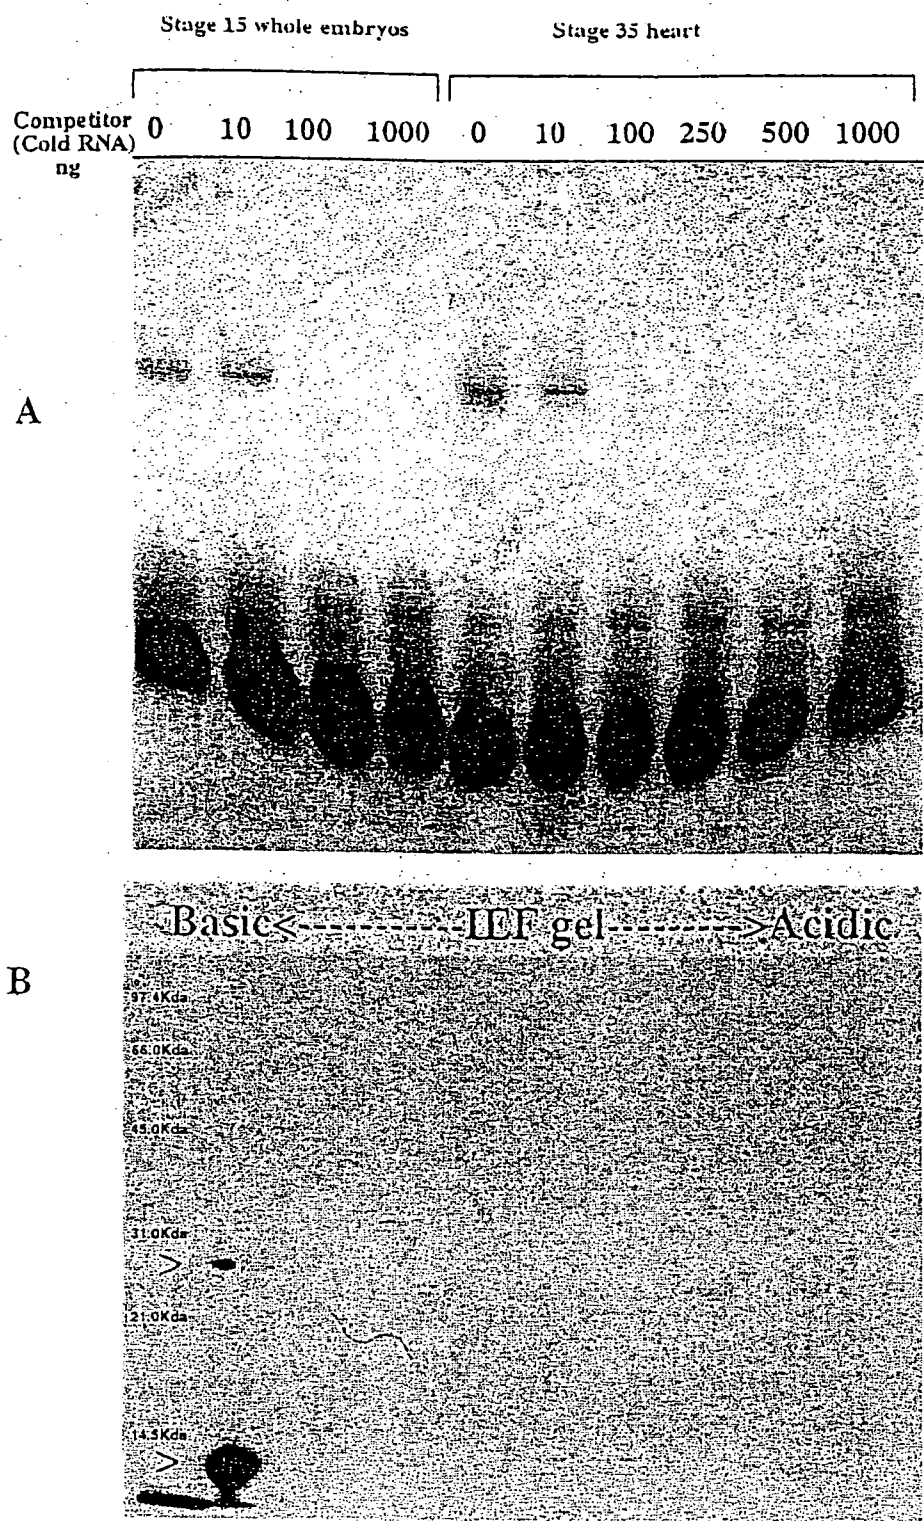 Stage 15 whole embryos Stage 35 heart
Competitor
(Cold RNA) 0 10 100 1000 0 10 100 250 500 1000
ng
A
Basic<----------IEF gel-------->Acidic
B
97.4Kda
66.0Kda
45.0Kda
31.0Kda
>
21.0Kda
14.5Kda
>